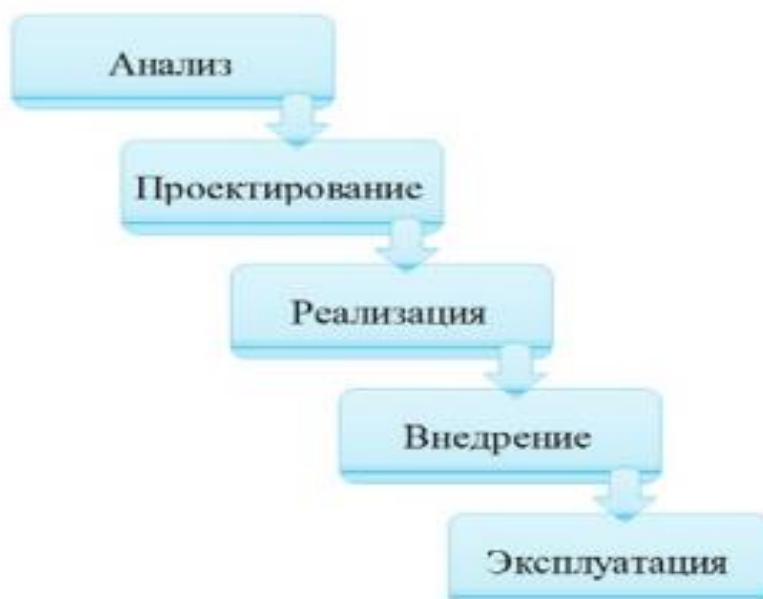 Анализ
Проектирование
Реализация
Внедрение
Эксплуатация